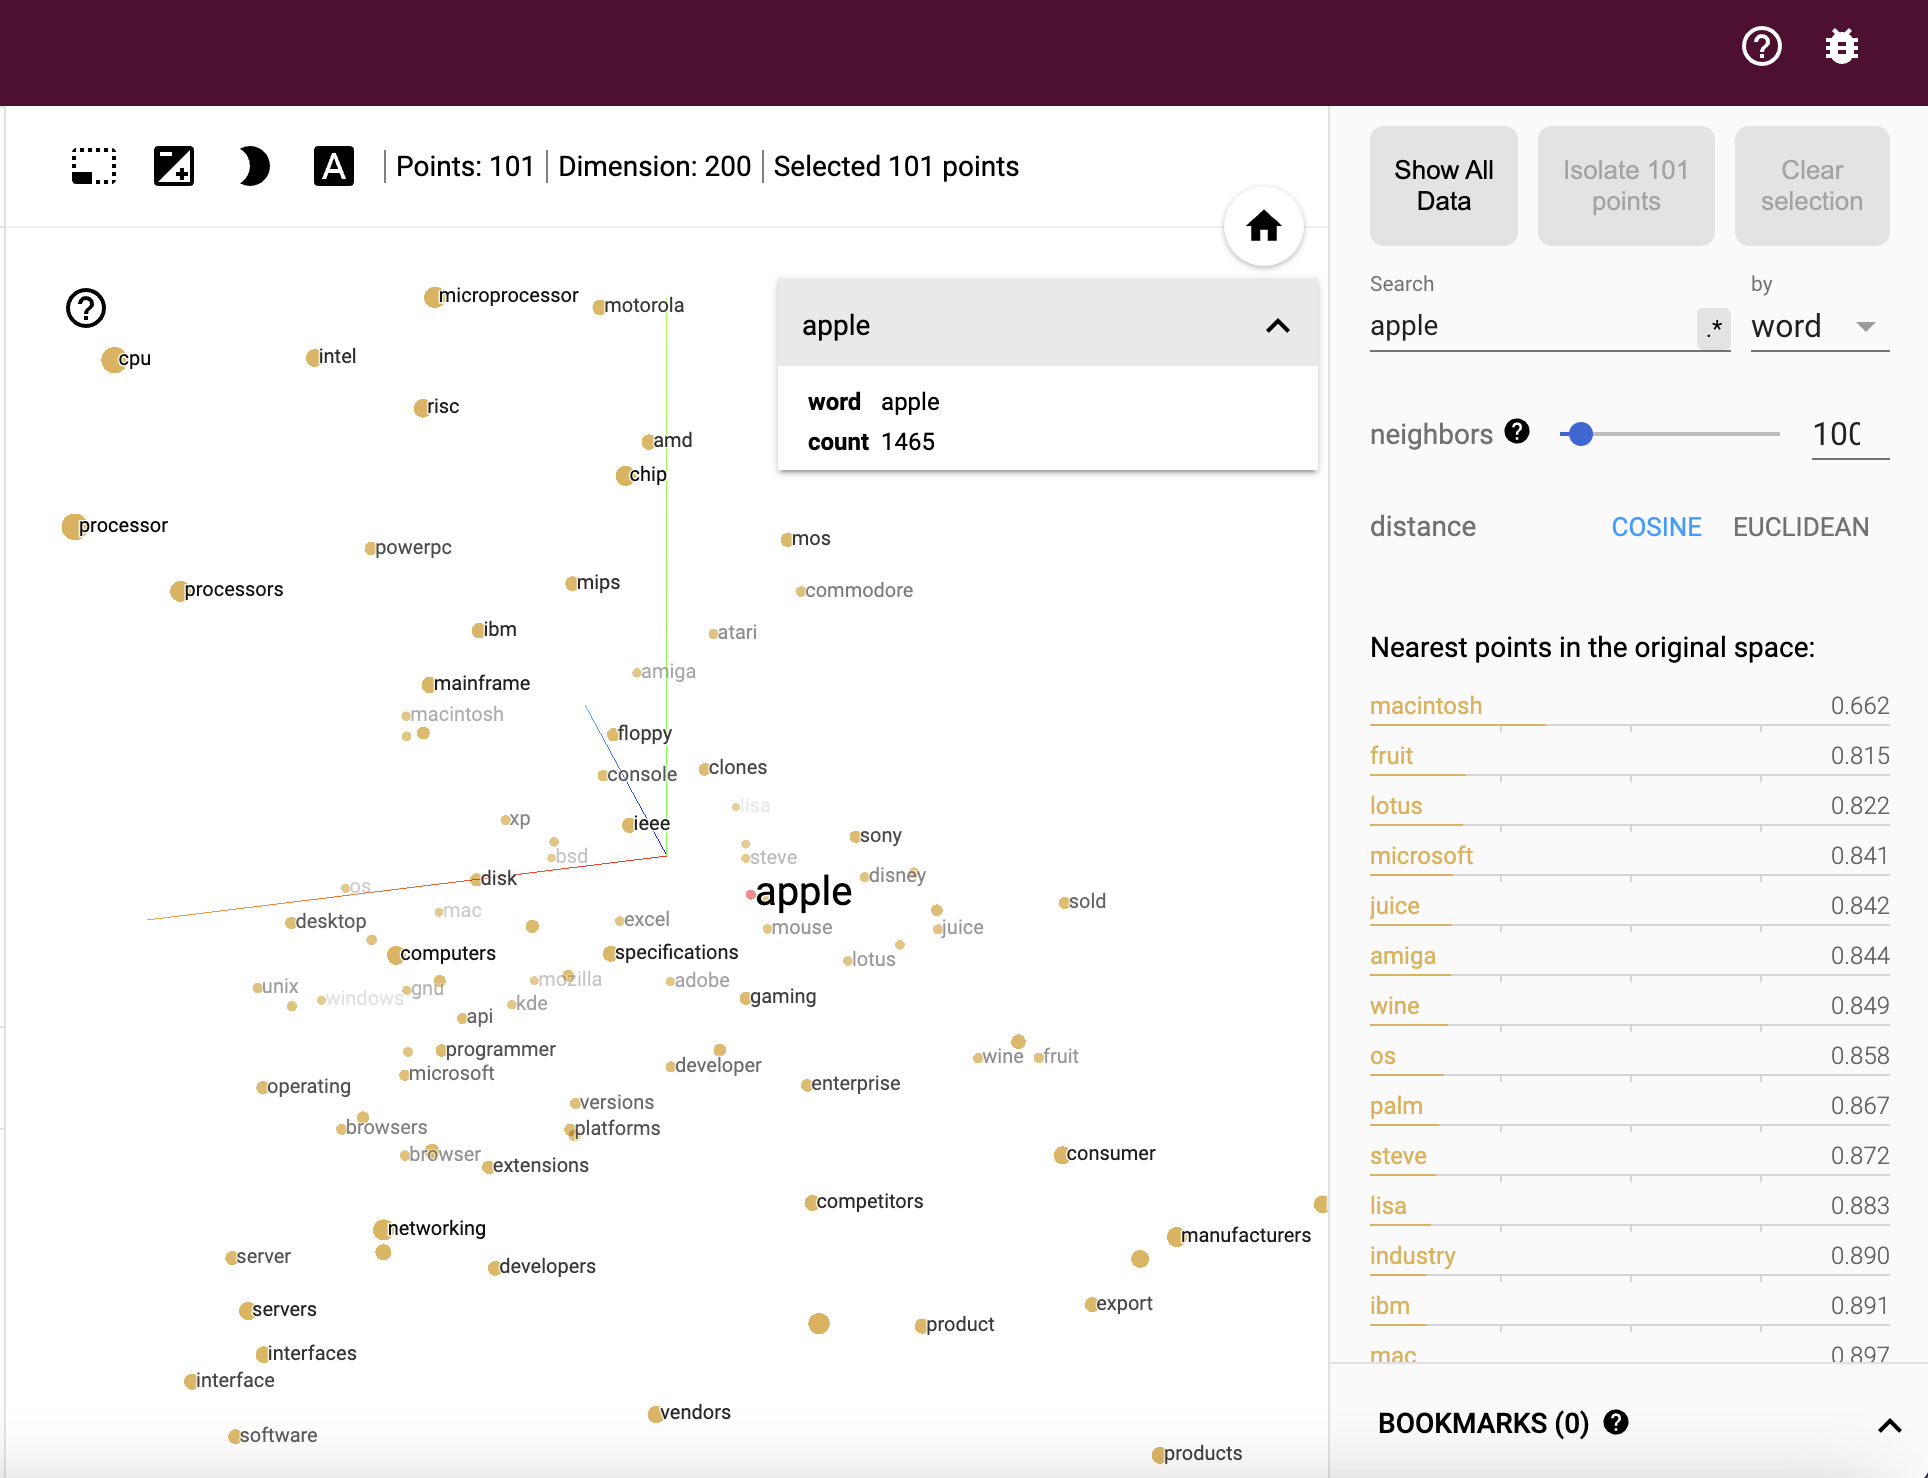 A Points: 101 Dimension: 200 Selected 101 points
microprocessor
motorola
cpu
intel
risc
amd
chip
processor
powerpc
mos
processors
mips
commodore
ibm
atari
amiga
mainframe
macintosh
floppy
console
clones
lisa
xp
ieee
sony
bsd
steve
os
disk
disney
apple
mac
desktop
excel
mouse
sold
juice
computers
specifications
lotus
unix
windows
gnu
mozilla
adobe
kde
gaming
api
programmer
microsoft
developer
wine
fruit
operating
enterprise
versions
browsers
platforms
browser
extensions
consumer
competitors
networking
manufacturers
server
developers
servers
export
product
interfaces
interface
vendors
software
products
apple
word apple
count 1465
Show All
Data
Isolate 101
points
Clear
selection
Search
by
apple
.*
word
neighbors ?
100
distance COSINE EUCLIDEAN
Nearest points in the original space:
macintosh 0.662
fruit 0.815
lotus 0.822
microsoft 0.841
juice 0.842
amiga 0.844
wine 0.849
os 0.858
palm 0.867
steve 0.872
lisa 0.883
industry 0.890
ibm 0.891
mac 0.897
BOOKMARKS (0) ?